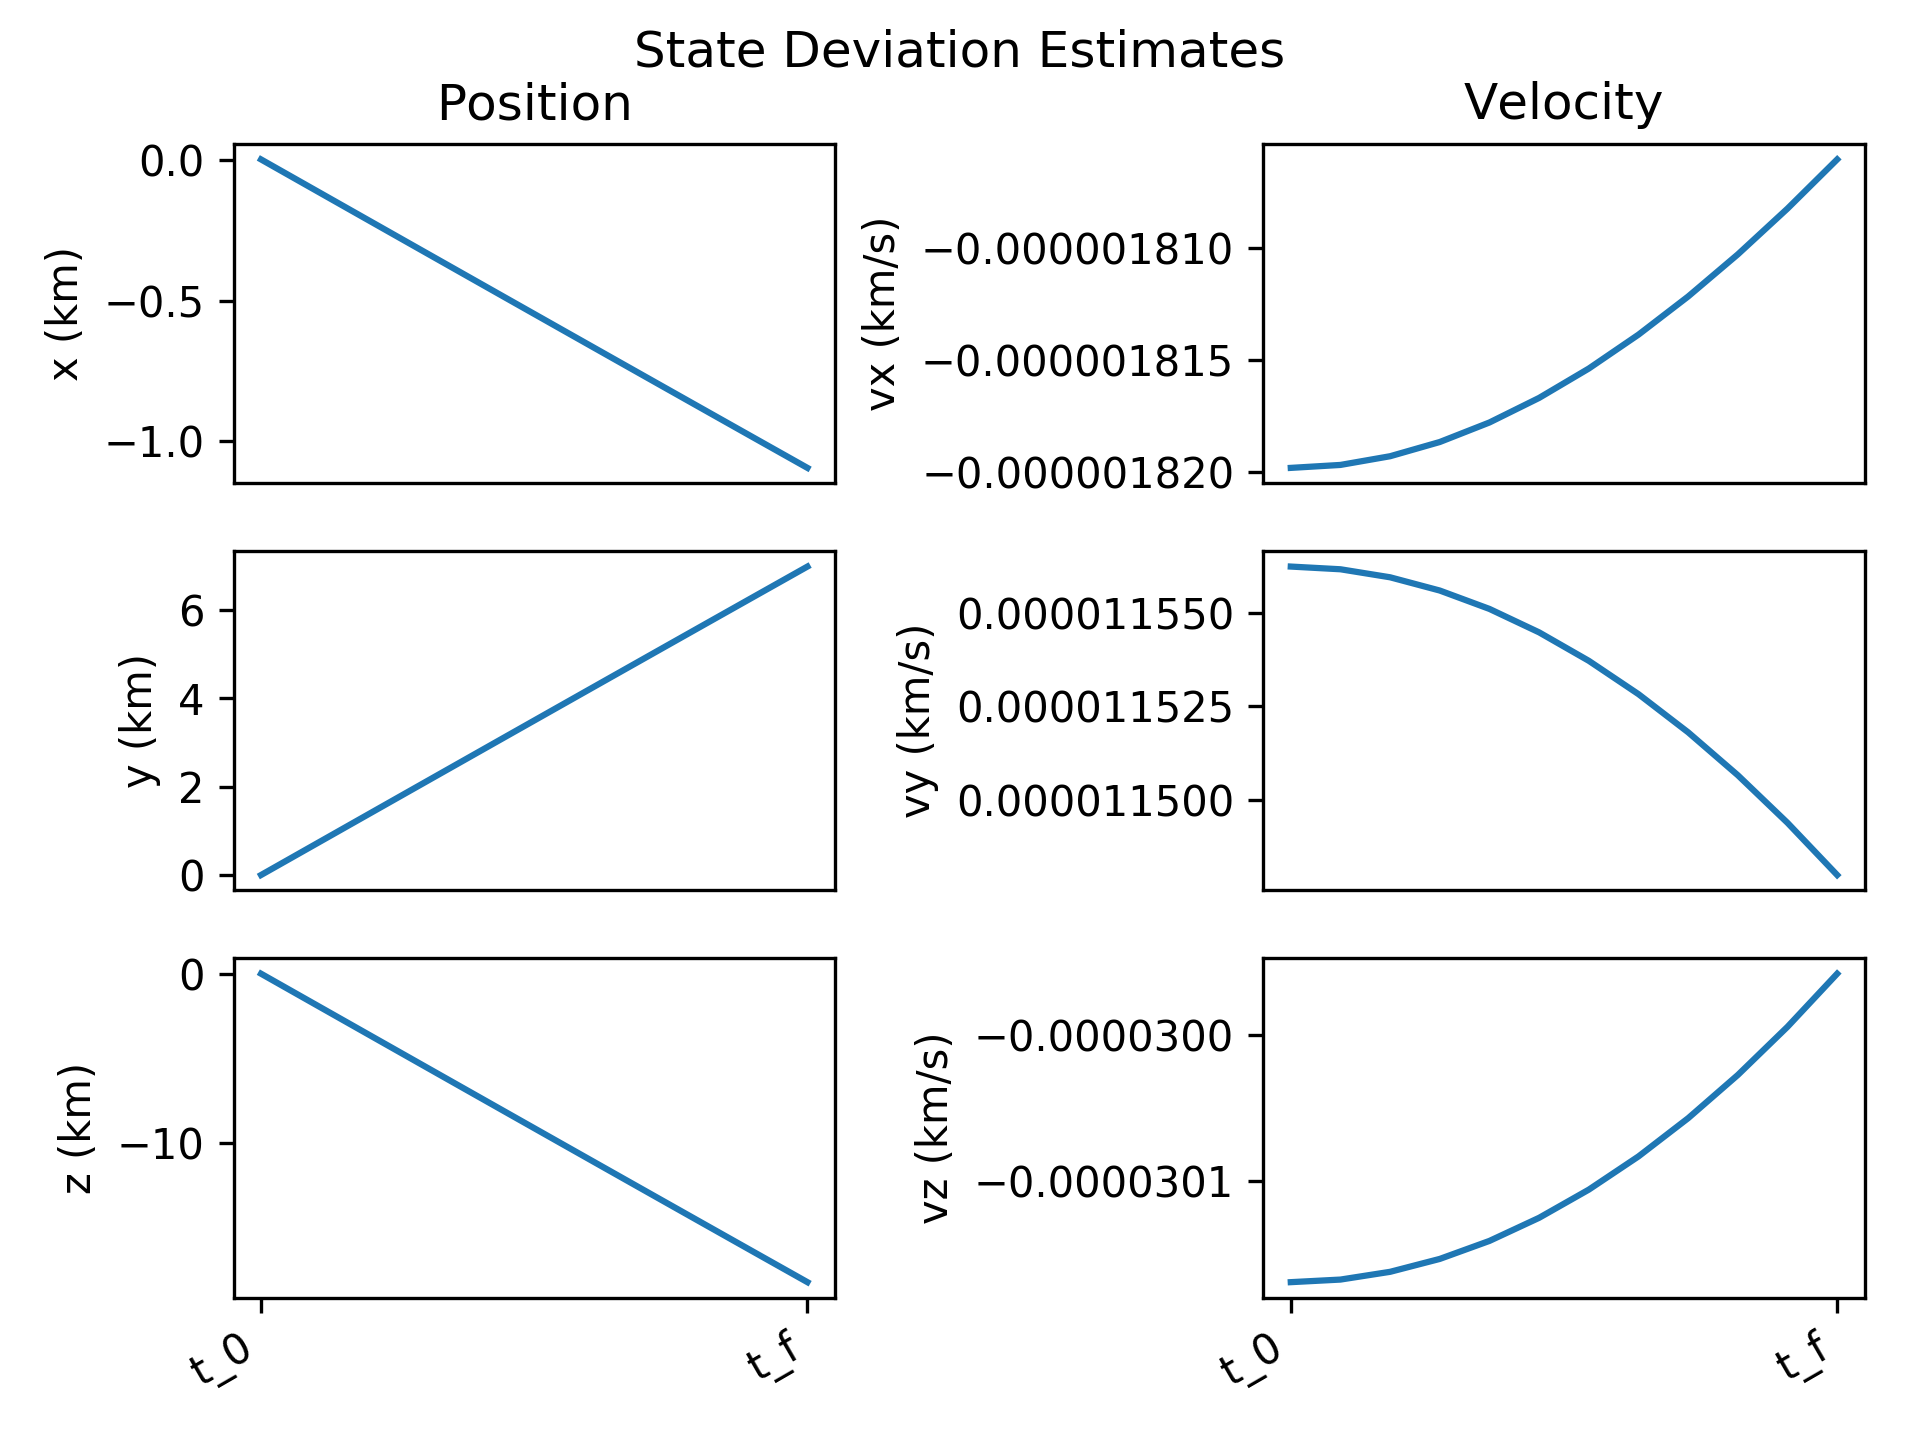 State Deviation Estimates
Position
Velocity
x (km)
0.0
−0.5
−1.0
vx (km/s)
−0.000001810
−0.000001815
−0.000001820
y (km)
6
4
2
0
vy (km/s)
0.000011550
0.000011525
0.000011500
z (km)
0
−10
vz (km/s)
−0.0000300
−0.0000301
t_0
t_f
t_0
t_f